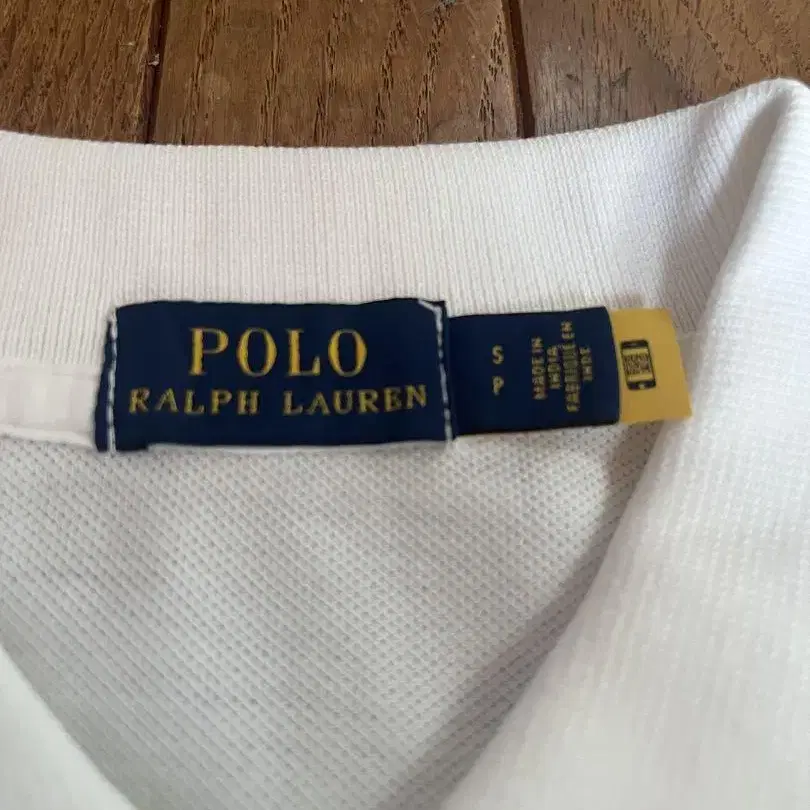 POLO
RALPH LAUREN
S
P
MADE IN
INDIA
FABRIQUÉ EN
INDE